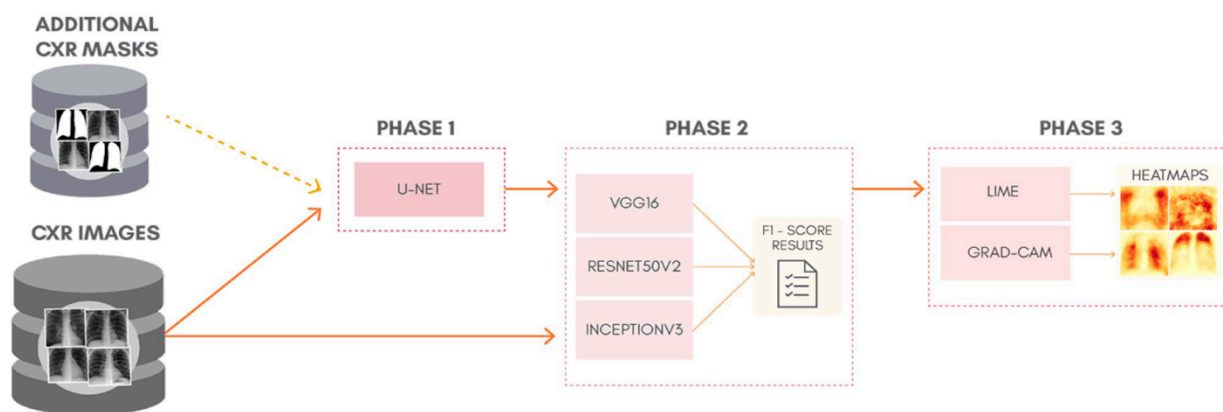 ADDITIONAL
CXR MASKS
CXR IMAGES
PHASE 1
U-NET
PHASE 2
VGG16
RESNET50V2
INCEPTIONV3
F1 - SCORE
RESULTS
PHASE 3
LIME
GRAD-CAM
HEATMAPS